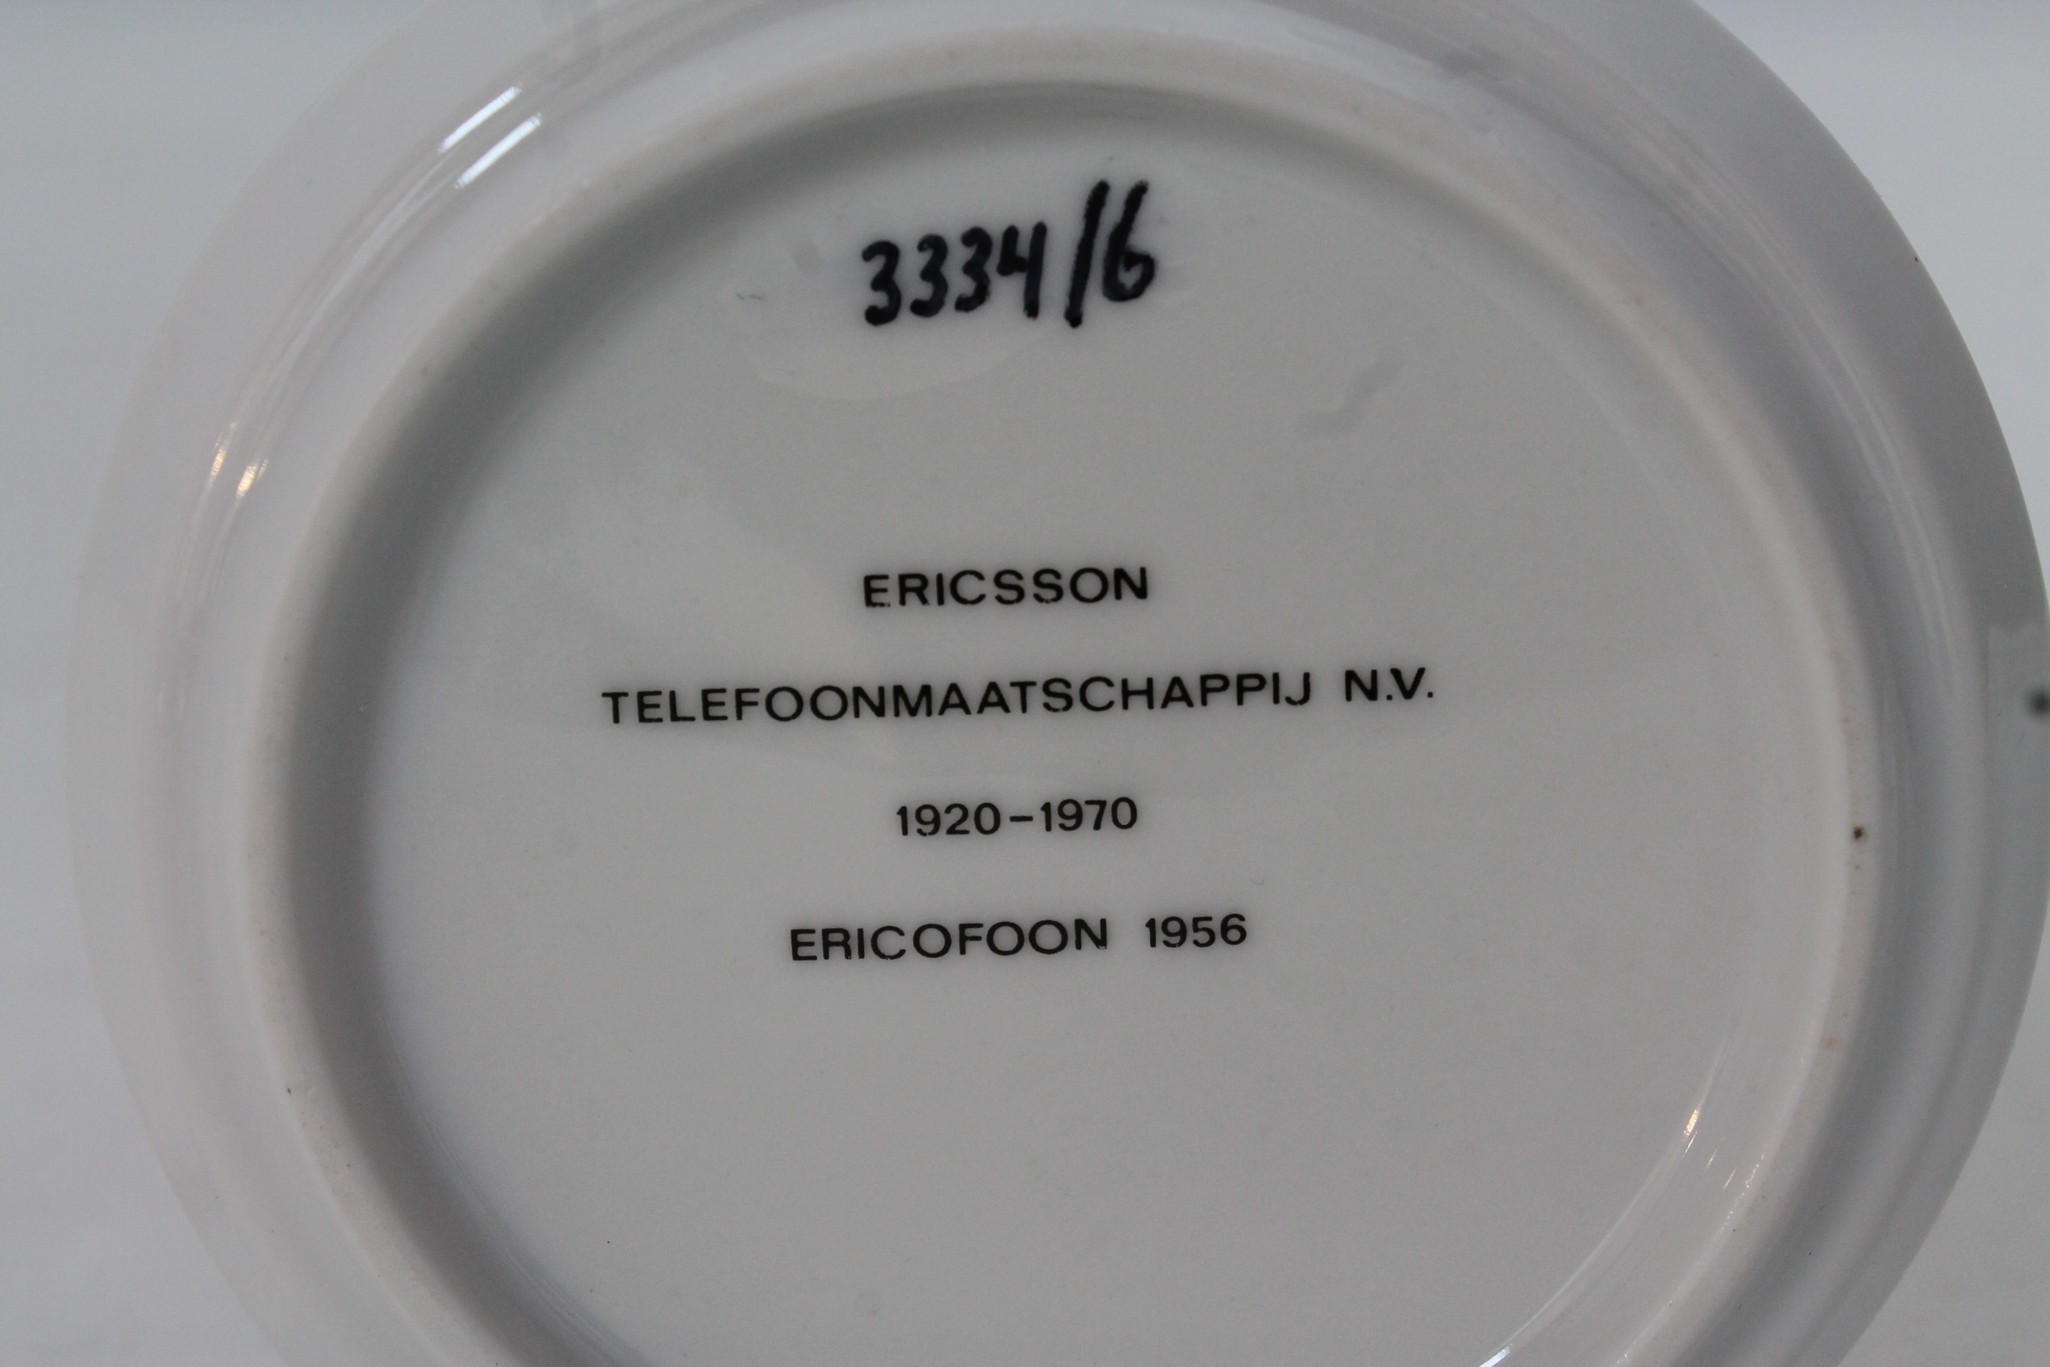 3334/6
ERICSSON
TELEFOONMAATSCHAPPIJ N.V.
1920-1970
ERICOFOON 1956